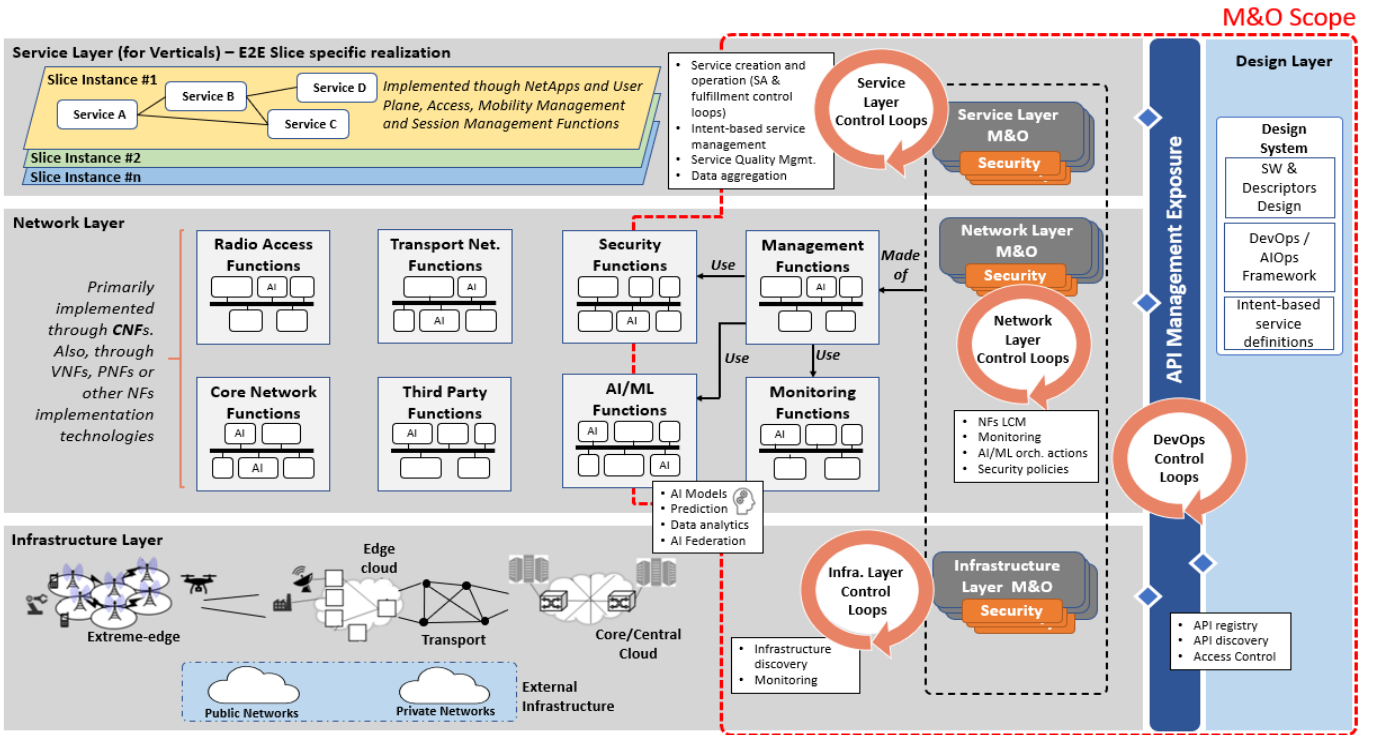 M&O Scope
Service Layer (for Verticals) – E2E Slice specific realization
Slice Instance #1
Service A
Service B
Service D
Service C
Implemented though NetApps and User
Plane, Access, Mobility Management
and Session Management Functions
Slice Instance #2
Slice Instance #n
• Service creation and
operation (SA &
fulfillment control
loops)
• Intent-based service
management
• Service Quality Mgmt.
• Data aggregation
Service
Layer
Control Loops
Service Layer
M&O
Security
Network Layer
Primarily
implemented
through CNFs.
Also, through
VNFs, PNFs or
other NFs
implementation
technologies
Radio Access
Functions
AI
Transport Net.
Functions
AI
AI
Security
Functions
AI
AI
Management
Functions
Use
Made
of
Use
Use
Core Network
Functions
AI
AI
Third Party
Functions
AI
AI/ML
Functions
AI
AI
Monitoring
Functions
AI
• AI Models
• Prediction
• Data analytics
• AI Federation
Network Layer
M&O
Security
Network
Layer
Control Loops
• NFs LCM
• Monitoring
• AI/ML orch. actions
• Security policies
Infrastructure Layer
Extreme-edge
Edge
cloud
Transport
Core/Central
Cloud
Public Networks
Private Networks
External
Infrastructure
Infra. Layer
Control
Loops
• Infrastructure
discovery
• Monitoring
Infrastructure
Layer M&O
Security
API Management Exposure
DevOps
Control
Loops
• API registry
• API discovery
• Access Control
Design Layer
Design
System
SW &
Descriptors
Design
DevOps /
AIOps
Framework
Intent-based
service
definitions